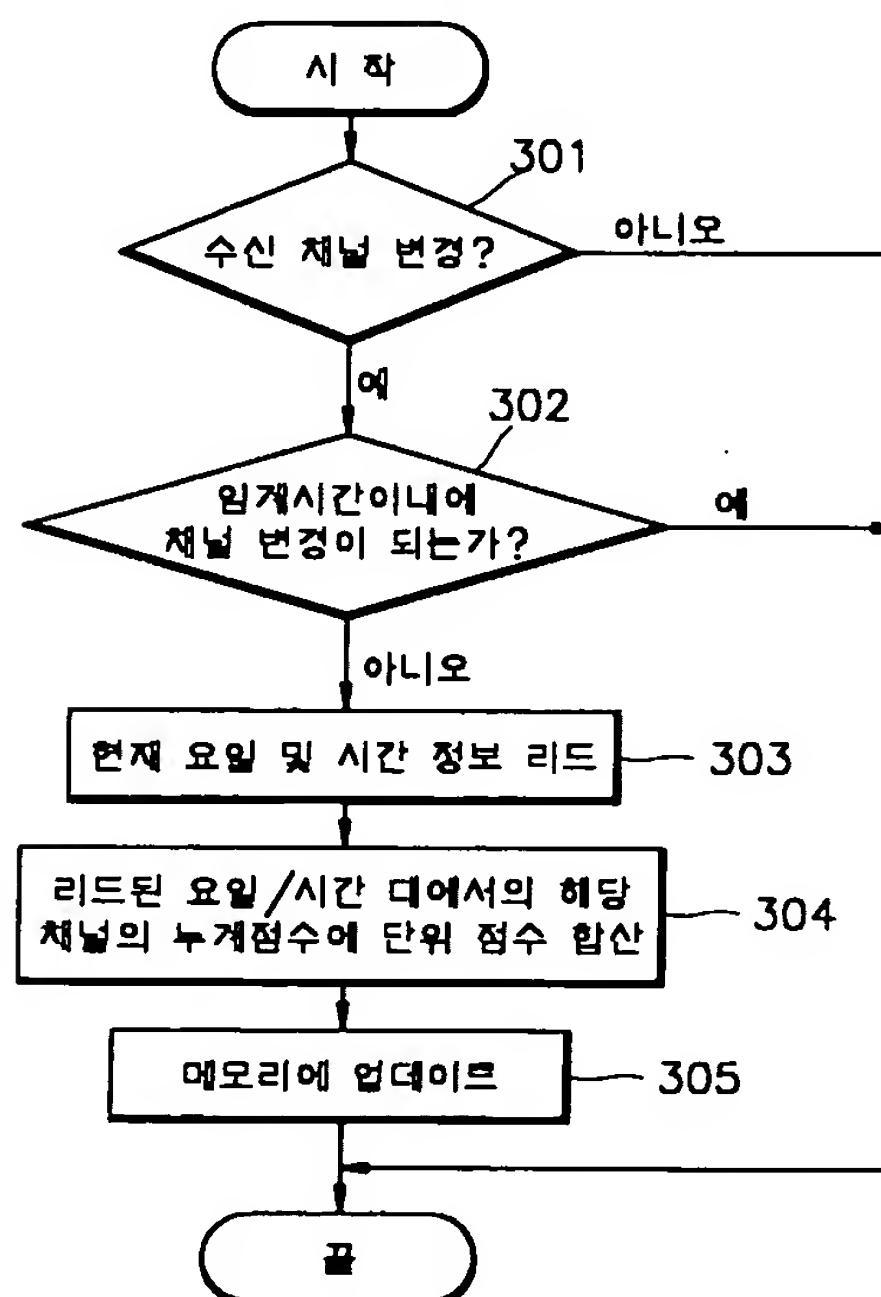 시 작
301
수신 채널 변경?
아니오
예
302
임계시간이내에
채널 변경이 되는가?
예
아니오
현재 요일 및 시간 정보 리드
303
리드된 요일/시간 대에서의 해당
채널의 누계점수에 단위 점수 합산
304
메모리에 업데이트
305
끝